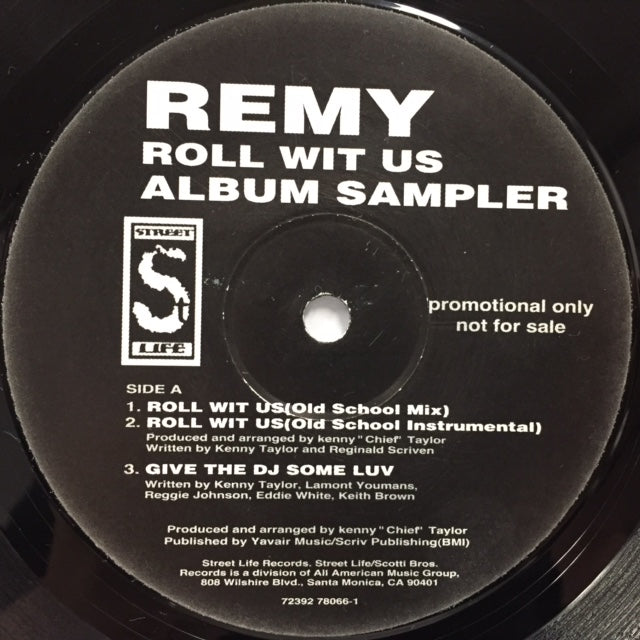 REMY
ROLL WIT US
ALBUM SAMPLER
STREET
S
LIFE
promotional only
not for sale
SIDE A
1. ROLL WIT US(Old School Mix)
2. ROLL WIT US(Old School Instrumental)
Produced and arranged by kenny "Chief" Taylor
Written by Kenny Taylor and Reginald Scriven
3. GIVE THE DJ SOME LUV
Written by Kenny Taylor, Lamont Youmans,
Reggie Johnson, Eddie White, Keith Brown
Produced and arranged by kenny "Chief" Taylor
Published by Yavair Music/Scriv Publishing(BMI)
Street Life Records. Street Life/Scotti Bros.
Records is a division of All American Music Group,
808 Wilshire Blvd., Santa Monica, CA 90401
72392 78066-1